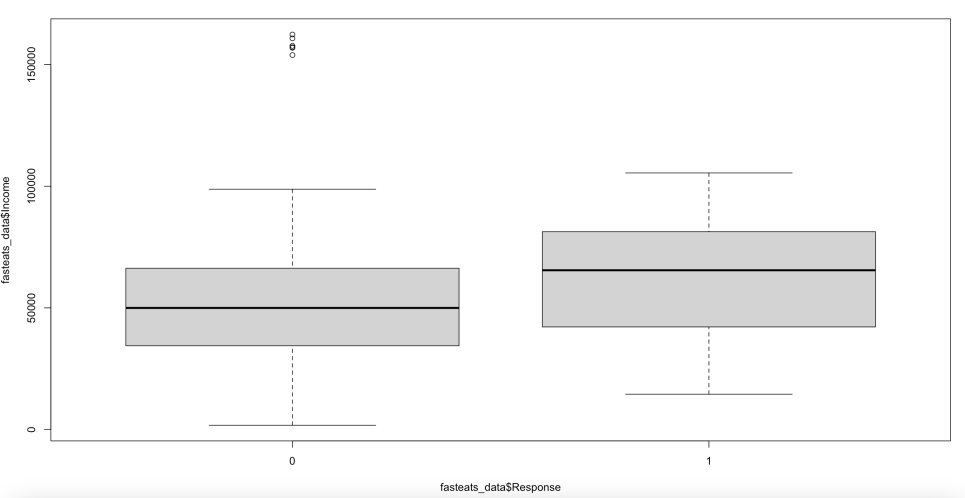 150000
100000
50000
0
fasteats_data$Income
0 1
fasteats_data$Response